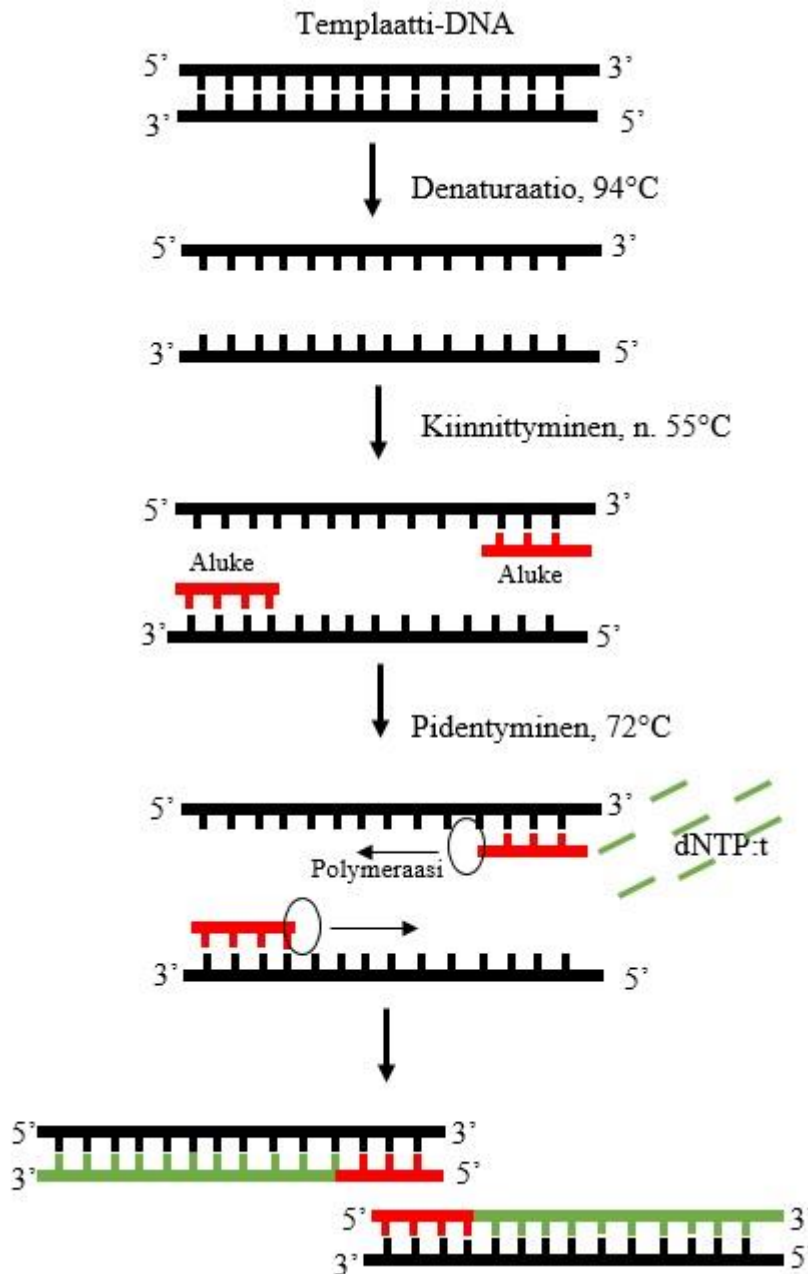 Templaatti-DNA
5’ 3’
3’ 5’
Denaturaatio, 94°C
5’ 3’
3’ 5’
Kiinnittyminen, n. 55°C
5’ 3’
Aluke Aluke
3’ 5’
Pidentyminen, 72°C
5’ 3’
dNTP:t
Polymeraasi
3’ 5’
5’ 3’
3’ 5’
5’ 3’
3’ 5